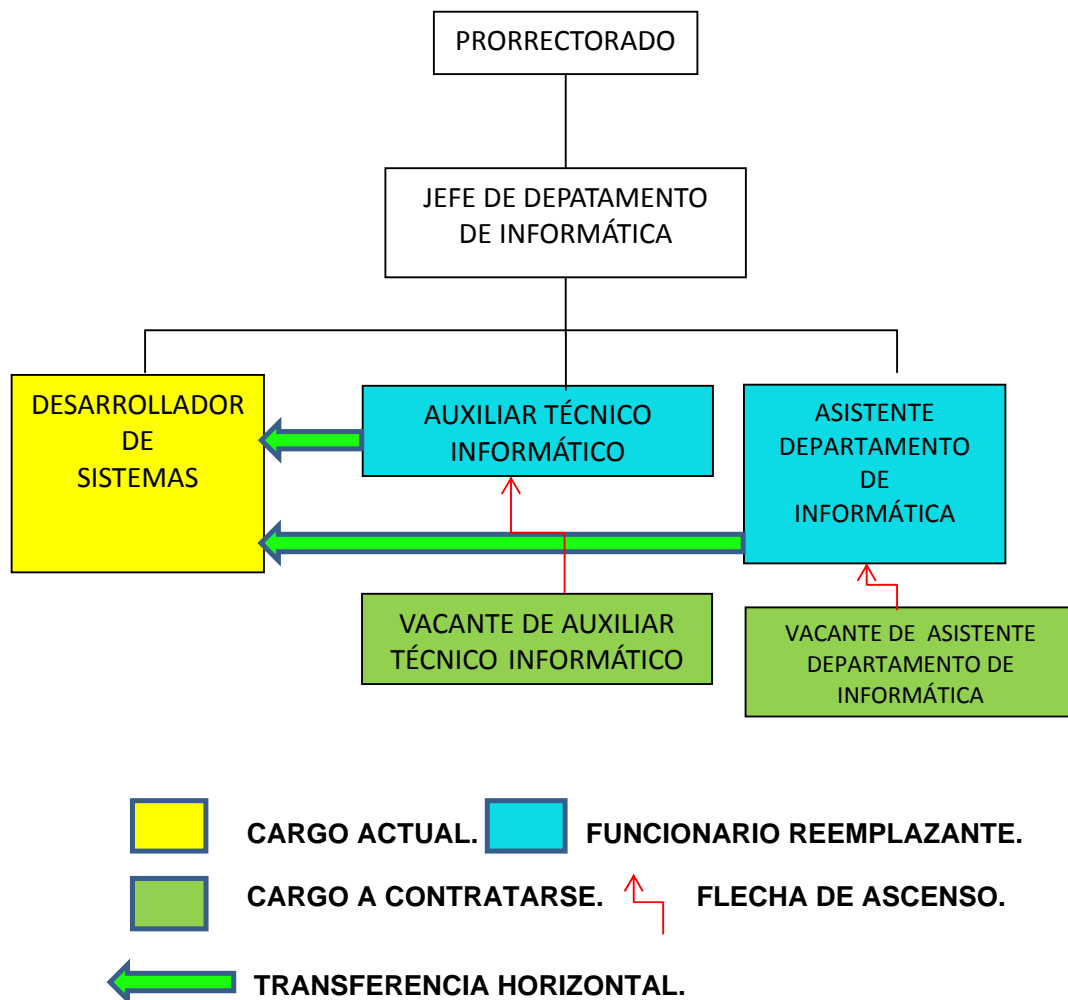 PRORRECTORADO
JEFE DE DEPATAMENTO
DE INFORMÁTICA
DESARROLLADOR
DE
SISTEMAS
AUXILIAR TÉCNICO
INFORMÁTICO
ASISTENTE
DEPARTAMENTO
DE
INFORMÁTICA
VACANTE DE AUXILIAR
TÉCNICO INFORMÁTICO
VACANTE DE ASISTENTE
DEPARTAMENTO DE
INFORMÁTICA
CARGO ACTUAL.
FUNCIONARIO REEMPLAZANTE.
CARGO A CONTRATARSE.
FLECHA DE ASCENSO.
TRANSFERENCIA HORIZONTAL.